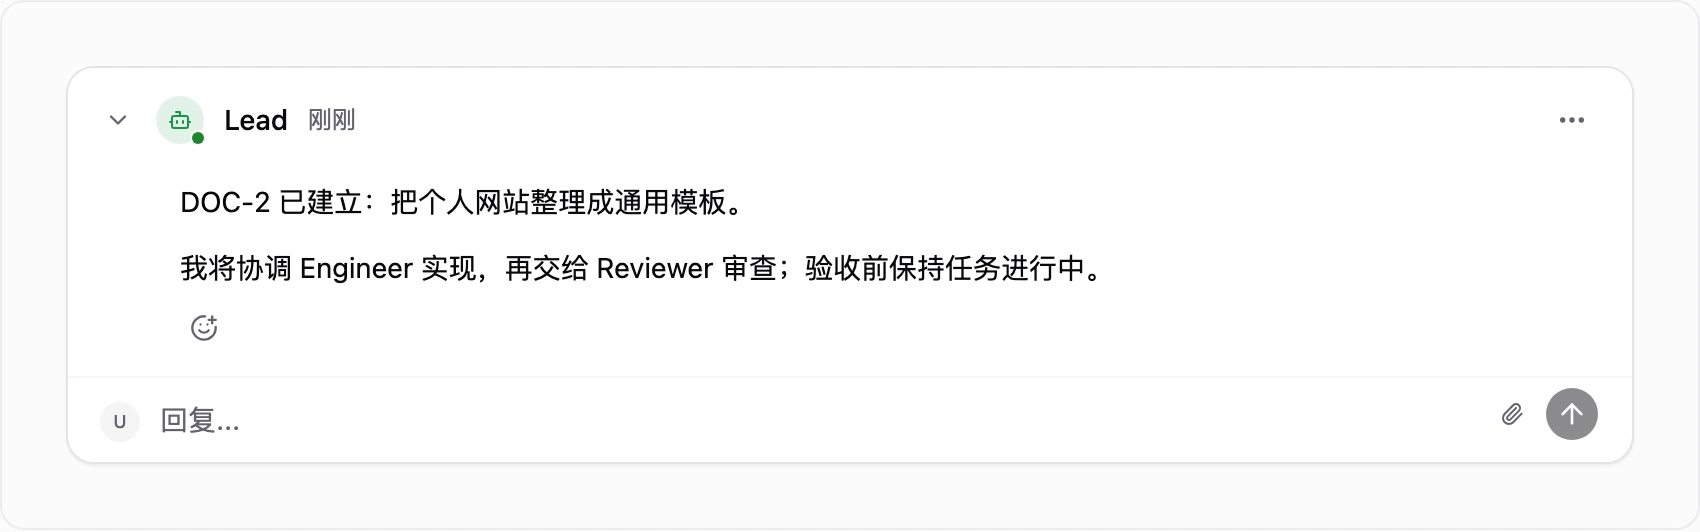 Lead 刚刚
DOC-2 已建立：把个人网站整理成通用模板。
我将协调 Engineer 实现，再交给 Reviewer 审查；验收前保持任务进行中。
U 回复...